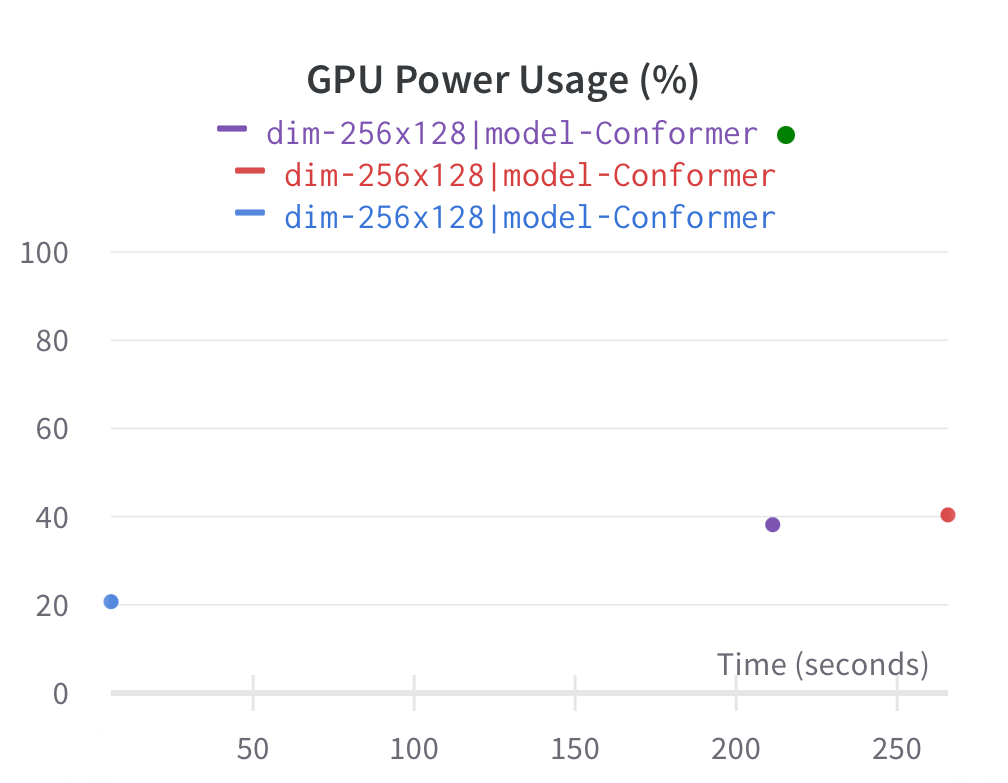 GPU Power Usage (%)
dim-256x128|model-Conformer
dim-256x128|model-Conformer
dim-256x128|model-Conformer
100
80
60
40
20
Time (seconds)
0
50 100 150 200 250